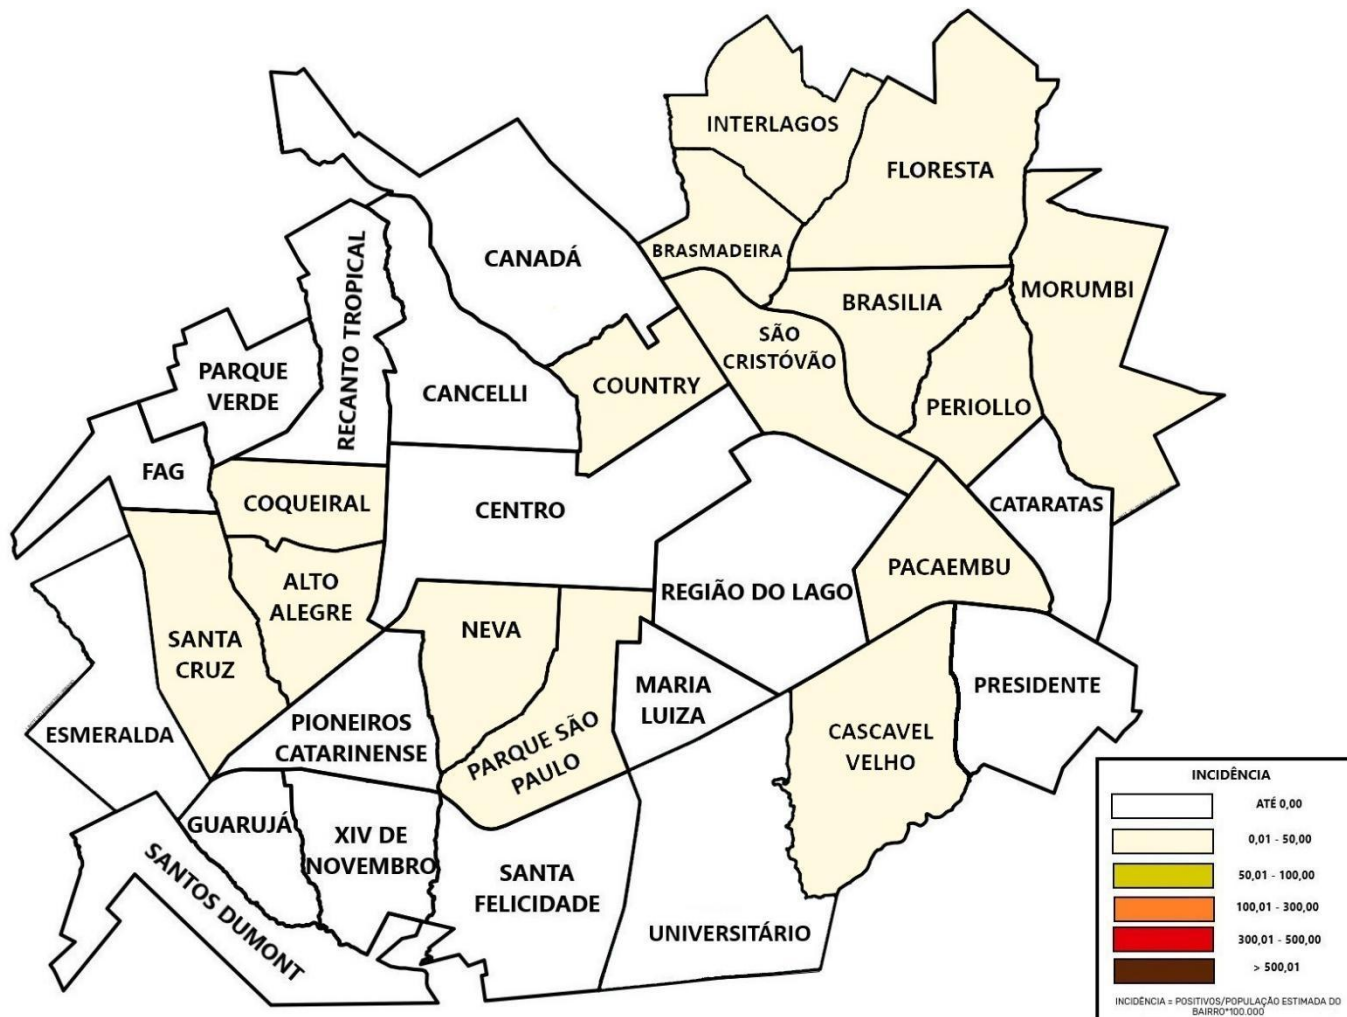 INTERLAGOS
FLORESTA
BRASMADEIRA
CANADÁ
MORUMBI
BRASILIA
SÃO
CRISTÓVÃO
RECANTO TROPICAL
PARQUE
VERDE
CANCELLI
COUNTRY
PERIOLLO
FAG
COQUEIRAL
CENTRO
CATARATAS
ALTO
ALEGRE
PACAEMBU
REGIÃO DO LAGO
NEVA
SANTA
CRUZ
MARIA
LUIZA
PRESIDENTE
ESMERALDA
PIONEIROS
CATARINENSE
PARQUE SÃO
PAULO
CASCAVEL
VELHO
GUARUJÁ
XIV DE
NOVEMBRO
SANTOS DUMONT
SANTA
FELICIDADE
UNIVERSITÁRIO
INCIDÊNCIA
ATÉ 0,00
0,01 - 50,00
50,01 - 100,00
100,01 - 300,00
300,01 - 500,00
> 500,01
INCIDÊNCIA = POSITIVOS/POPULAÇÃO ESTIMADA DO
BAIRRO*100.000